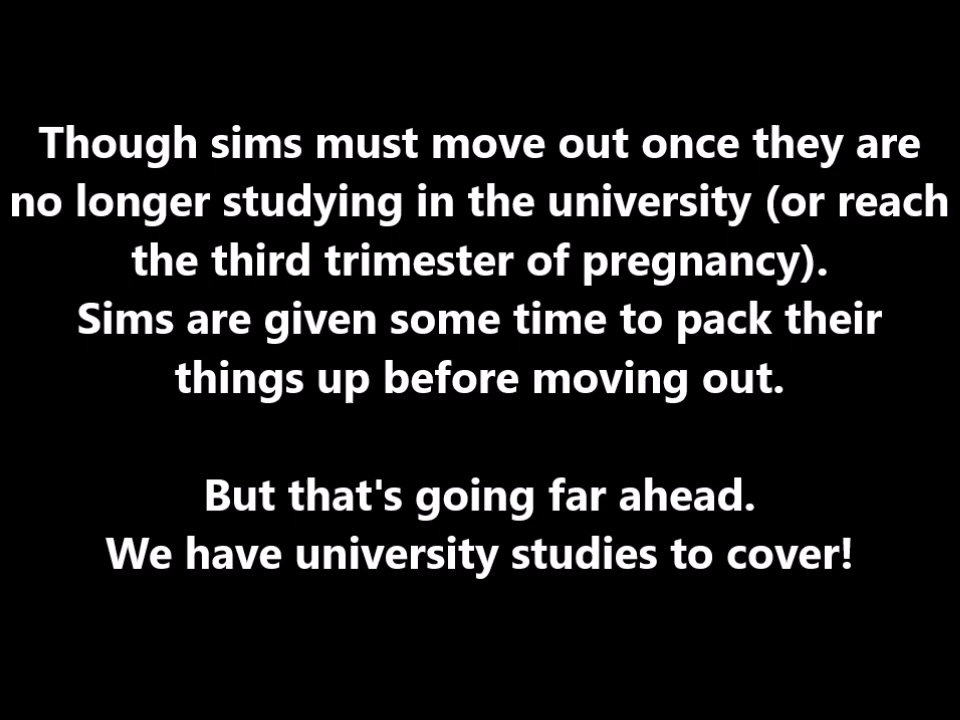 Though sims must move out once they are
no longer studying in the university (or reach
the third trimester of pregnancy).
Sims are given some time to pack their
things up before moving out.
But that's going far ahead.
We have university studies to cover!